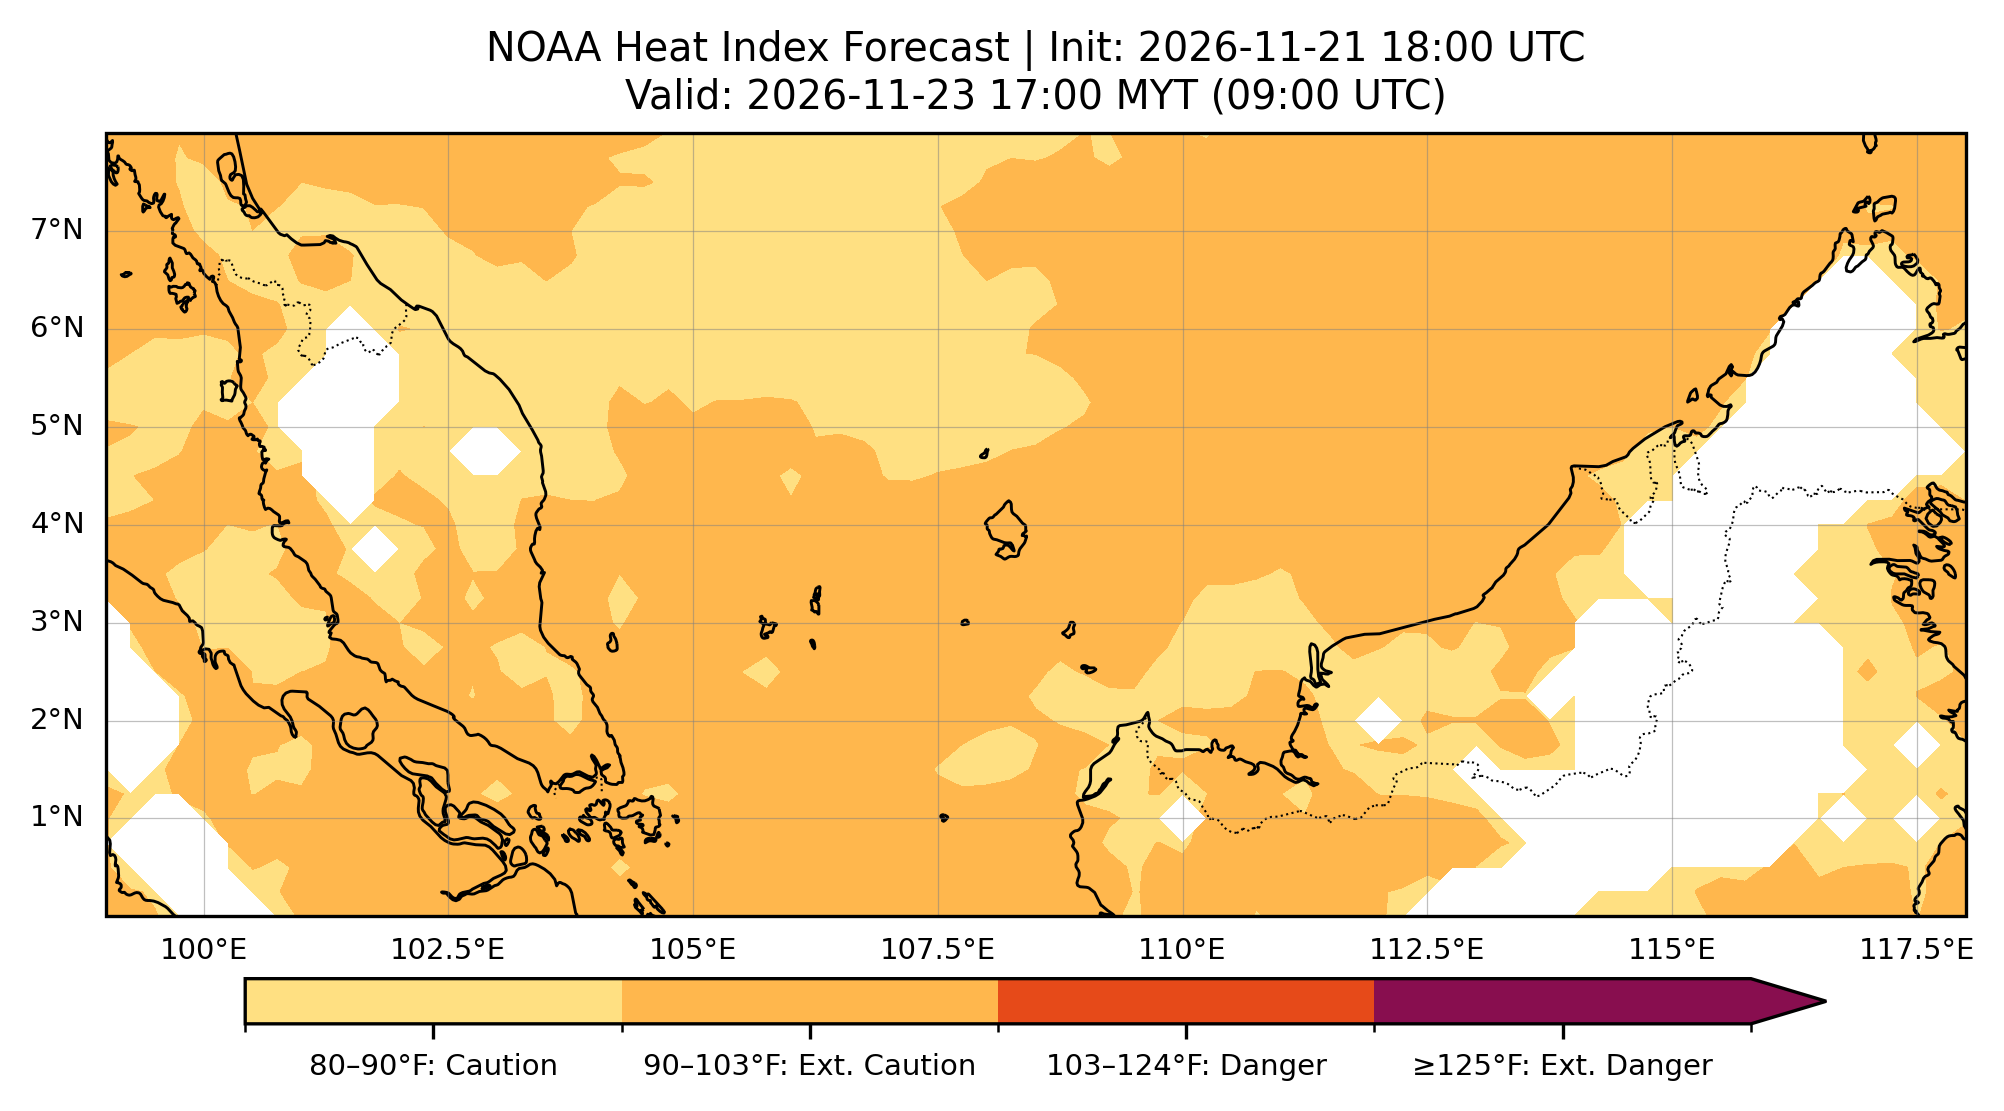 NOAA Heat Index Forecast | Init: 2026-11-21 18:00 UTC
Valid: 2026-11-23 17:00 MYT (09:00 UTC)
7°N
6°N
5°N
4°N
3°N
2°N
1°N
100°E 102.5°E 105°E 107.5°E 110°E 112.5°E 115°E 117.5°E
80–90°F: Caution 90–103°F: Ext. Caution 103–124°F: Danger ≥125°F: Ext. Danger